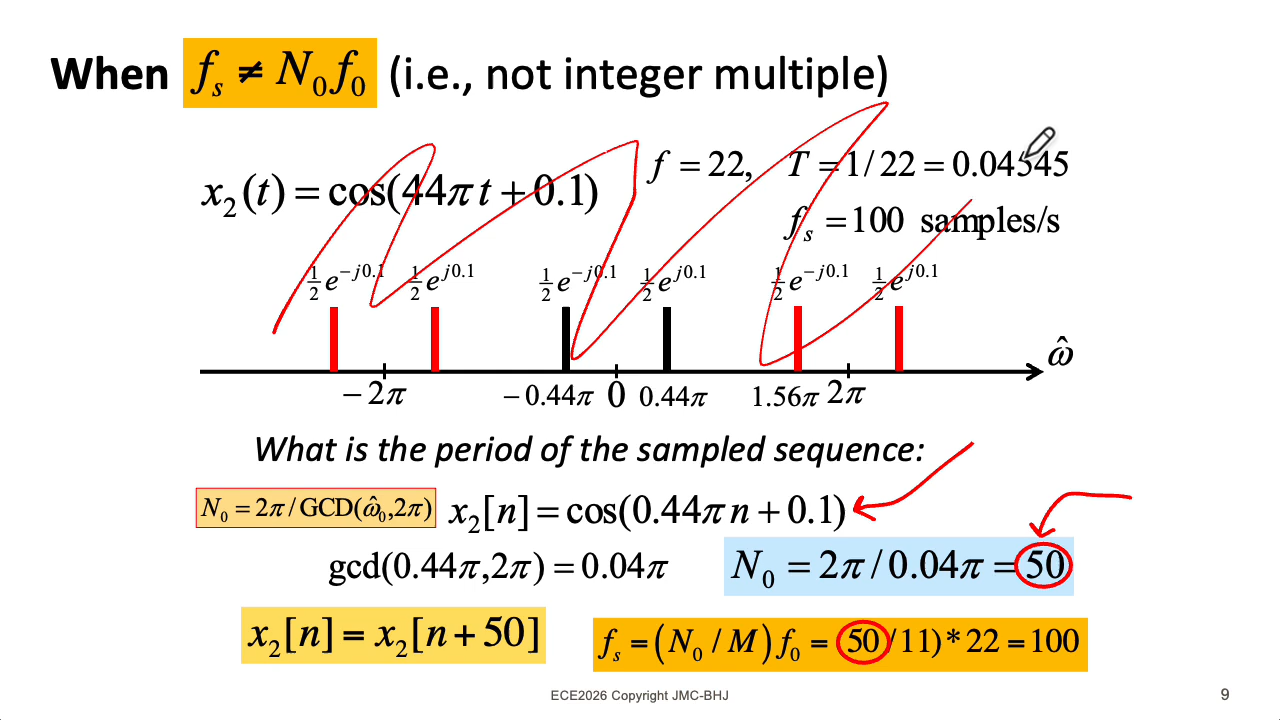 When fₛ ≠ N₀f₀ (i.e., not integer multiple)
x₂(t) = cos(44πt + 0.1)
f = 22, T = 1/22 = 0.04545
fₛ = 100 samples/s
½e^{-j0.1} ½e^{j0.1} ½e^{-j0.1} ½e^{j0.1} ½e^{-j0.1} ½e^{j0.1}
ω̂
−2π −0.44π 0 0.44π 1.56π 2π
What is the period of the sampled sequence:
N₀ = 2π / GCD(ω̂₀,2π) x₂[n] = cos(0.44πn + 0.1)
gcd(0.44π,2π) = 0.04π N₀ = 2π / 0.04π = 50
x₂[n] = x₂[n + 50] fₛ = (N₀ / M) f₀ = 50/11) * 22 = 100
ECE2026 Copyright JMC-BHJ 9